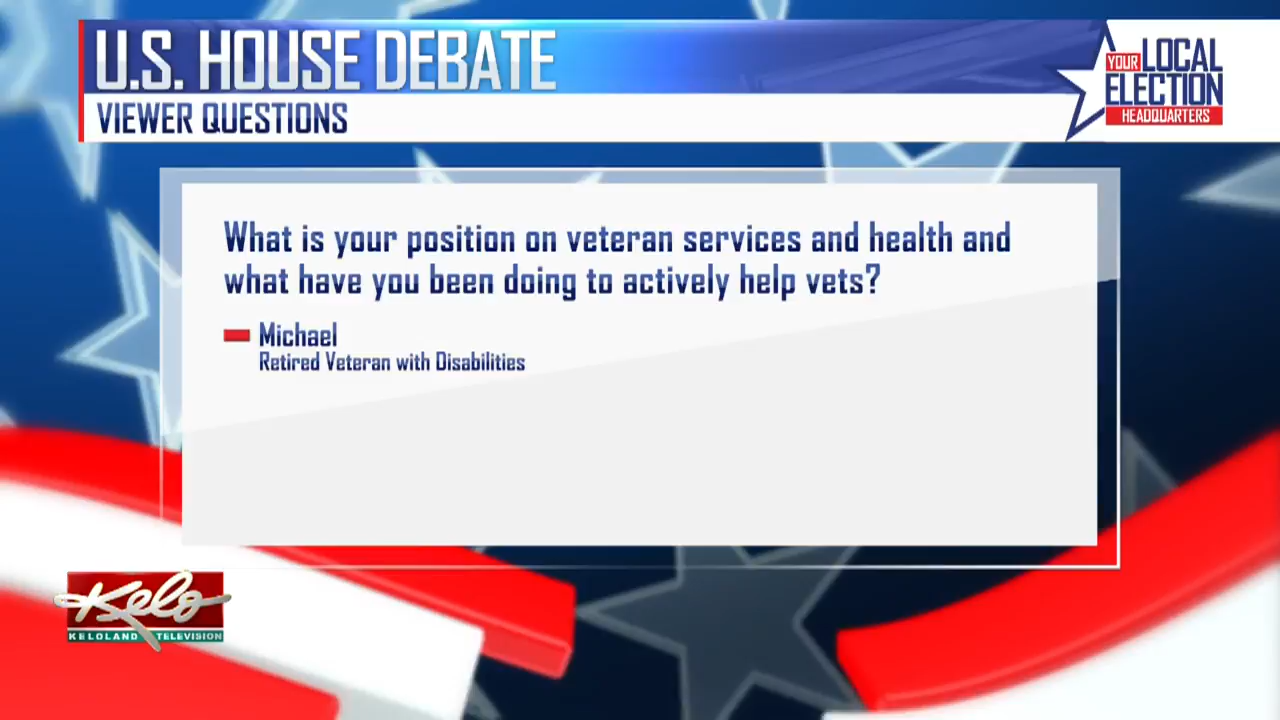 U.S. HOUSE DEBATE
VIEWER QUESTIONS
YOUR LOCAL
ELECTION
HEADQUARTERS
What is your position on veteran services and health and
what have you been doing to actively help vets?
Michael
Retired Veteran with Disabilities
Kelo
KELOLAND TELEVISION